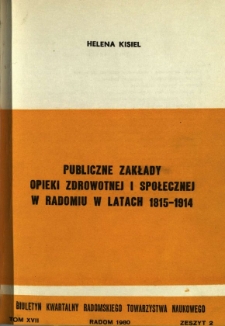 HELENA KISIEL
PUBLICZNE ZAKŁADY
OPIEKI ZDROWOTNEJ I SPOŁECZNEJ
W RADOMIU W LATACH 1815-1914
BIULETYN KWARTALNY RADOMSKIEGO TOWARZYSTWA NAUKOWEGO
TOM XVII RADOM 1980 ZESZYT 2